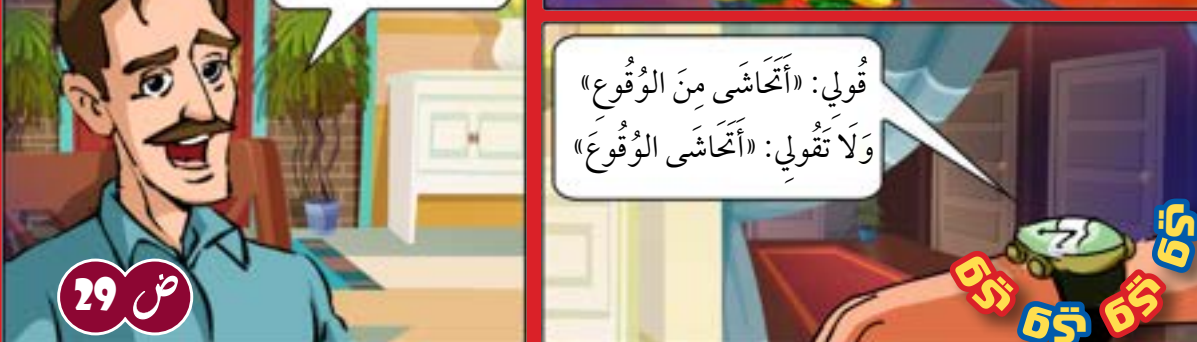 قُولِي: «أَتَحَاشَى مِنَ الوُقُوعِ»
وَلَا تَقُولِي: «أَتَحَاشَى الوُقُوعَ»
ض 29